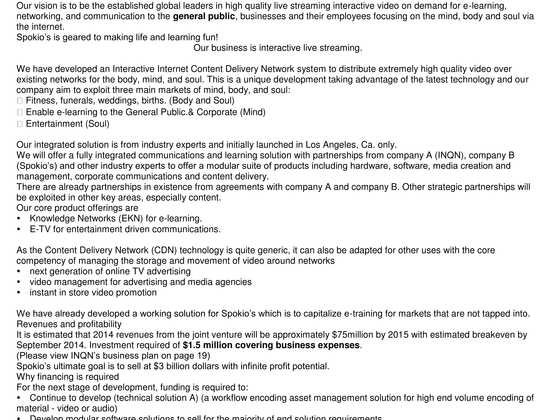 Our vision is to be the established global leaders in high quality live streaming interactive video on demand for e-learning,
networking, and communication to the general public, businesses and their employees focusing on the mind, body and soul via
the internet.
Spokio's is geared to making life and learning fun!
Our business is interactive live streaming.
We have developed an Interactive Internet Content Delivery Network system to distribute extremely high quality video over
existing networks for the body, mind, and soul. This is a unique development taking advantage of the latest technology and our
company aim to exploit three main markets of mind, body, and soul:
Fitness, funerals, weddings, births. (Body and Soul)
Enable e-learning to the General Public.& Corporate (Mind)
Entertainment (Soul)
Our integrated solution is from industry experts and initially launched in Los Angeles, Ca. only.
We will offer a fully integrated communications and learning solution with partnerships from company A (INQN), company B
(Spokio's) and other industry experts to offer a modular suite of products including hardware, software, media creation and
management, corporate communications and content delivery.
There are already partnerships in existence from agreements with company A and company B. Other strategic partnerships will
be exploited in other key areas, especially content.
Our core product offerings are
• Knowledge Networks (EKN) for e-learning.
• E-TV for entertainment driven communications.
As the Content Delivery Network (CDN) technology is quite generic, it can also be adapted for other uses with the core
competency of managing the storage and movement of video around networks
• next generation of online TV advertising
• video management for advertising and media agencies
• instant in store video promotion
We have already developed a working solution for Spokio's which is to capitalize e-training for markets that are not tapped into.
Revenues and profitability
It is estimated that 2014 revenues from the joint venture will be approximately $75million by 2015 with estimated breakeven by
September 2014. Investment required of $1.5 million covering business expenses.
(Please view INQN's business plan on page 19)
Spokio's ultimate goal is to sell at $3 billion dollars with infinite profit potential.
Why financing is required
For the next stage of development, funding is required to:
• Continue to develop (technical solution A) (a workflow encoding asset management solution for high end volume encoding of
material - video or audio)
• Develop modular software solutions to sell for the majority of end solution requirements